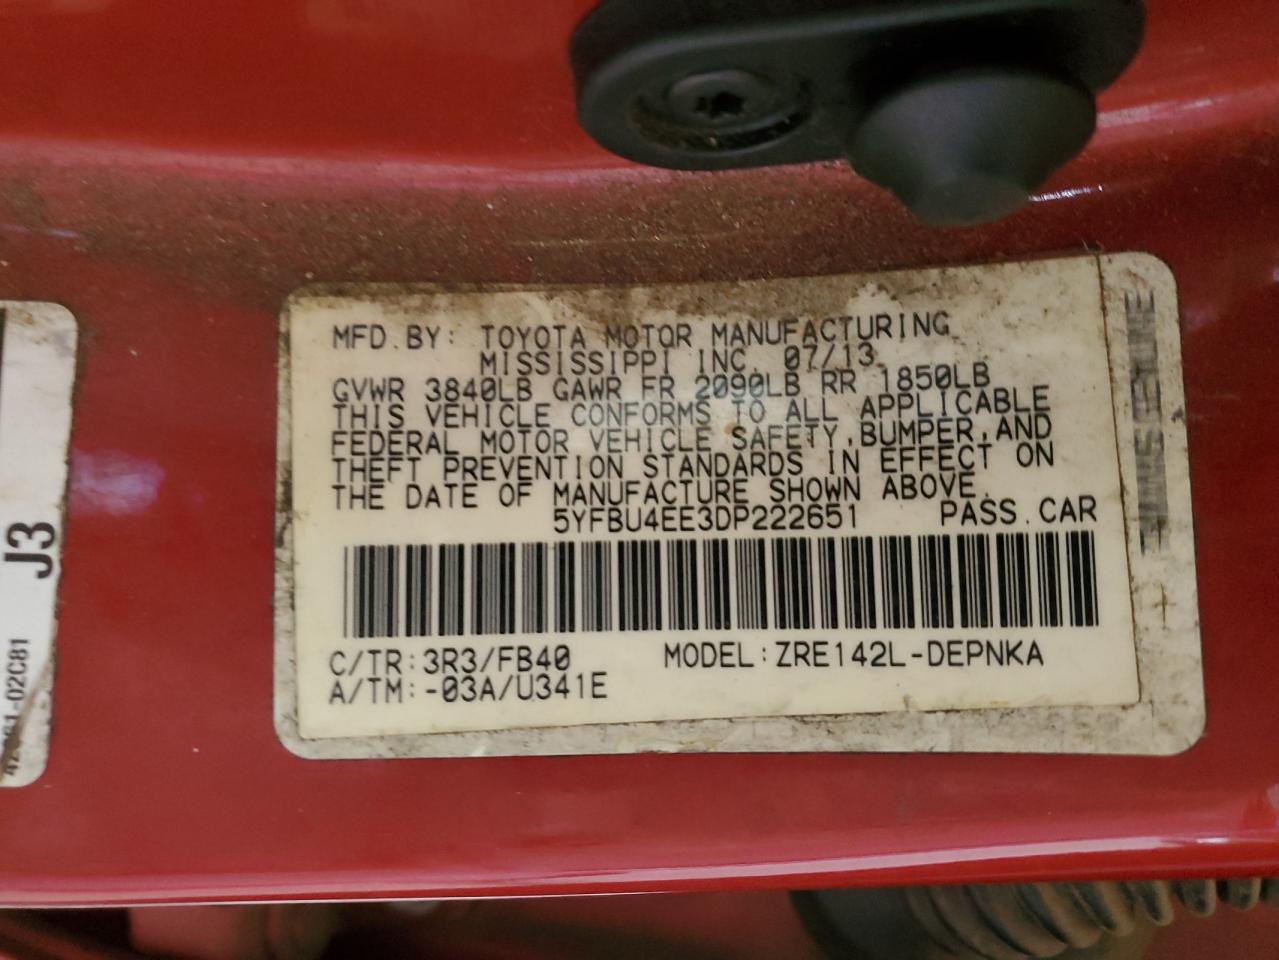 MFD.BY: TOYOTA MOTOR MANUFACTURING
MISSISSIPPI INC. 07/13
GVWR 3840LB GAWR FR 2090LB RR 1850LB
THIS VEHICLE CONFORMS TO ALL APPLICABLE
FEDERAL MOTOR VEHICLE SAFETY,BUMPER,AND
THEFT PREVENTION STANDARDS IN EFFECT ON
THE DATE OF MANUFACTURE SHOWN ABOVE.
5YFBU4EE3DP222651 PASS.CAR
C/TR:3R3/FB40 MODEL:ZRE142L-DEPNKA
A/TM:-03A/U341E
J3